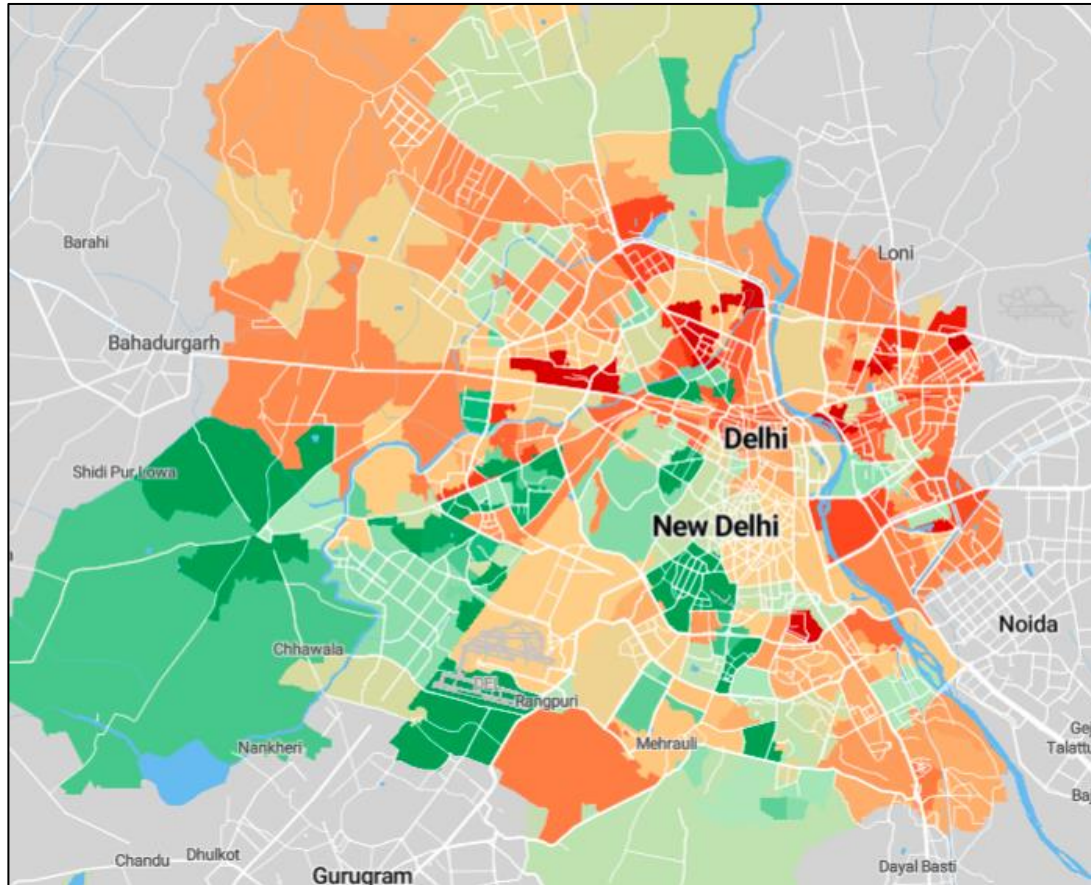 Barahi
Loni
Bahadurgarh
Delhi
Shidi Pur Lowa
New Delhi
Noida
Chhawala
DEL
Rangpuri
Nankheri
Mehrauli
Chandu
Dhulkot
Gurugram
Dayal Basti